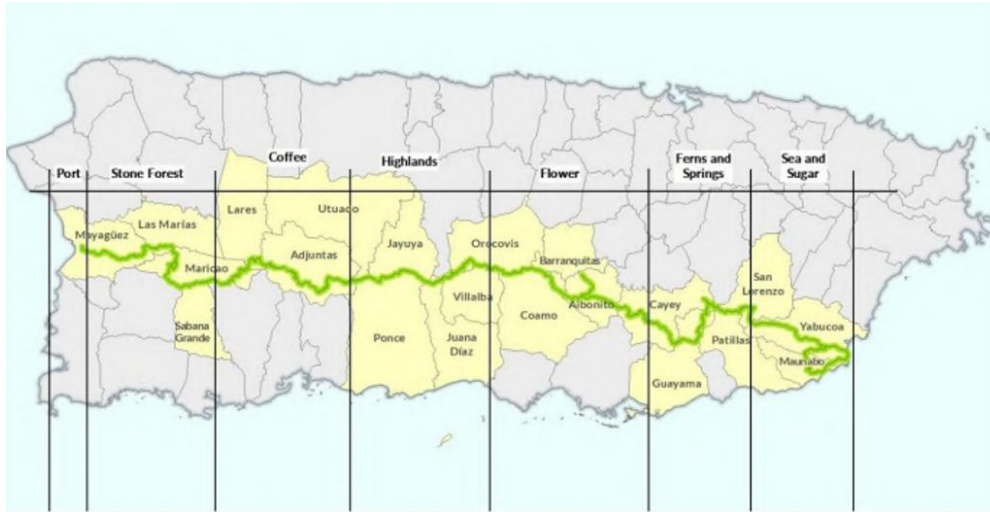 Port
Stone Forest
Coffee
Highlands
Flower
Ferns and
Springs
Sea and
Sugar
Mayagüez
Las Marías
Maricao
Sabana
Grande
Lares
Utuado
Adjuntas
Jayuya
Ponce
Orocovis
Villalba
Juana
Díaz
Barranquitas
Coamo
Aibonito
Cayey
Guayama
Patillas
San
Lorenzo
Yabucoa
Maunabo